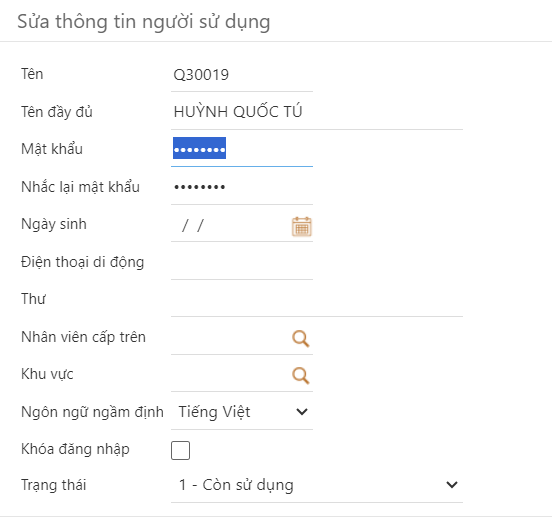 Sửa thông tin người sử dụng
Tên Q30019
Tên đầy đủ HUỲNH QUỐC TÚ
Mật khẩu ••••••••
Nhắc lại mật khẩu ••••••••
Ngày sinh / /
Điện thoại di động
Thư
Nhân viên cấp trên
Khu vực
Ngôn ngữ ngầm định Tiếng Việt
Khóa đăng nhập
Trạng thái 1 - Còn sử dụng